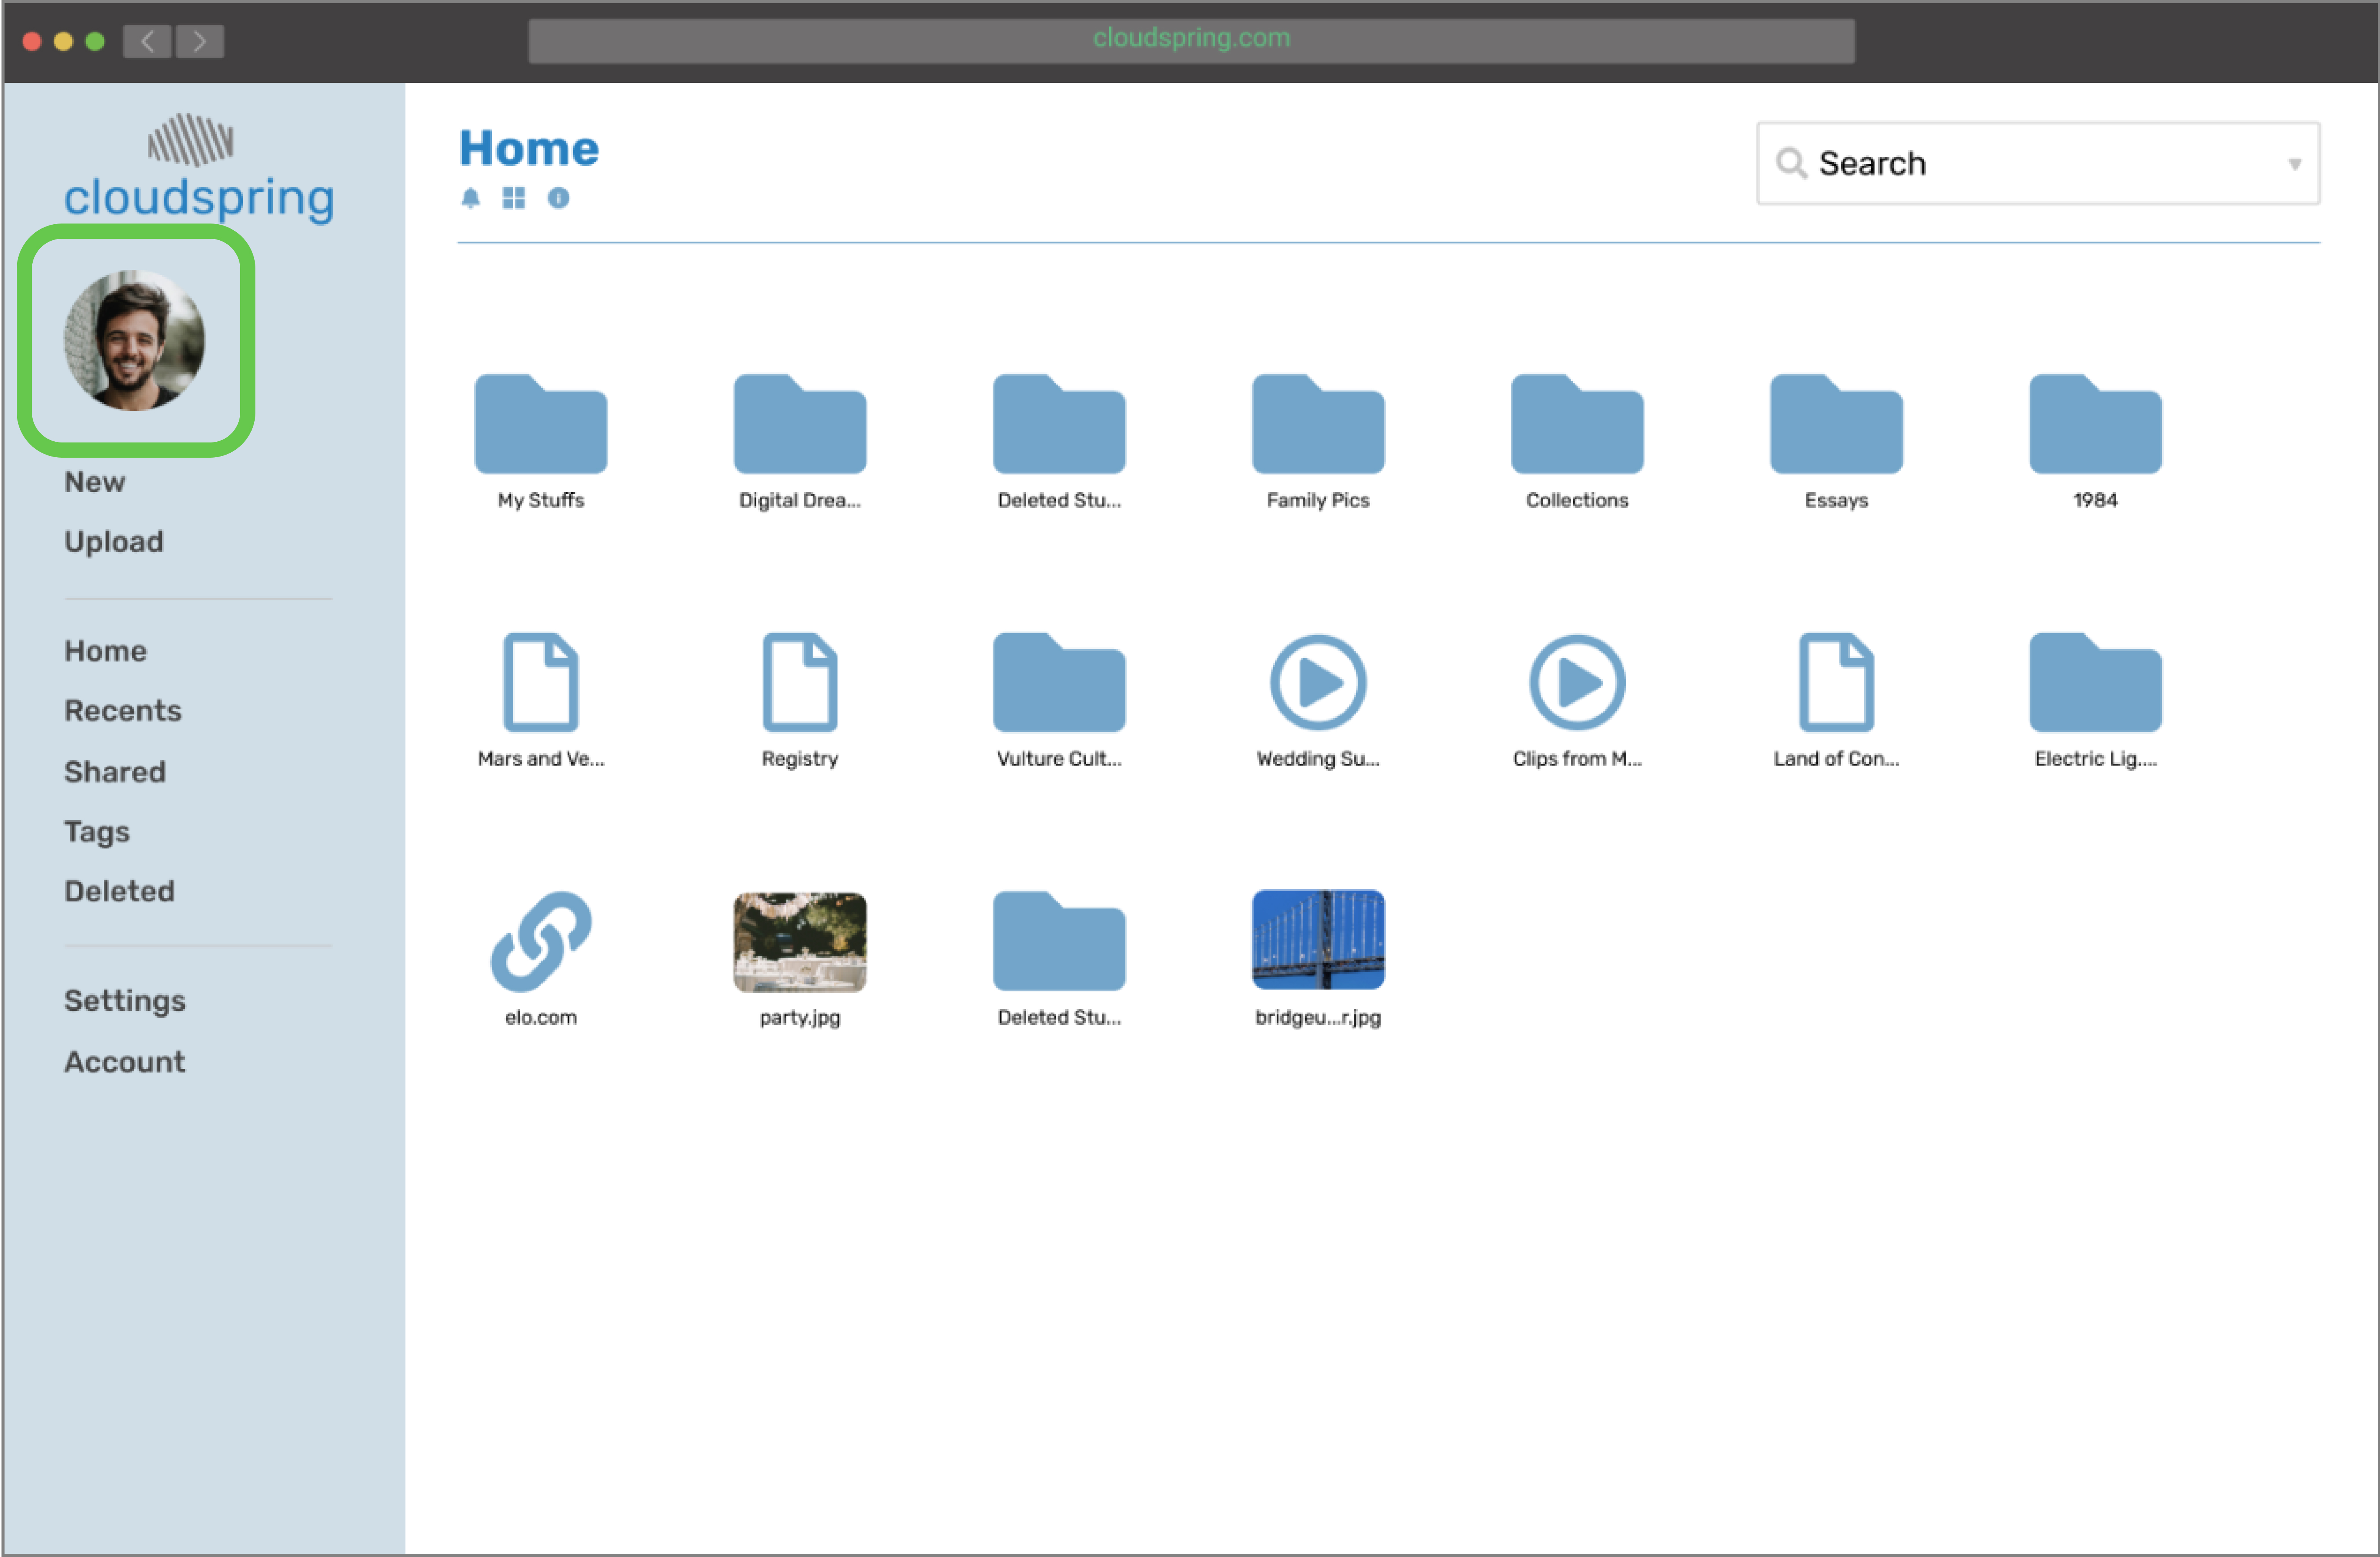 cloudspring.com
cloudspring
New
Upload
Home
Recents
Shared
Tags
Deleted
Settings
Account
Home
Search
My Stuffs
Digital Drea...
Deleted Stu...
Family Pics
Collections
Essays
1984
Mars and Ve...
Registry
Vulture Cult...
Wedding Su...
Clips from M...
Land of Con...
Electric Lig....
elo.com
party.jpg
Deleted Stu...
bridgeu...r.jpg